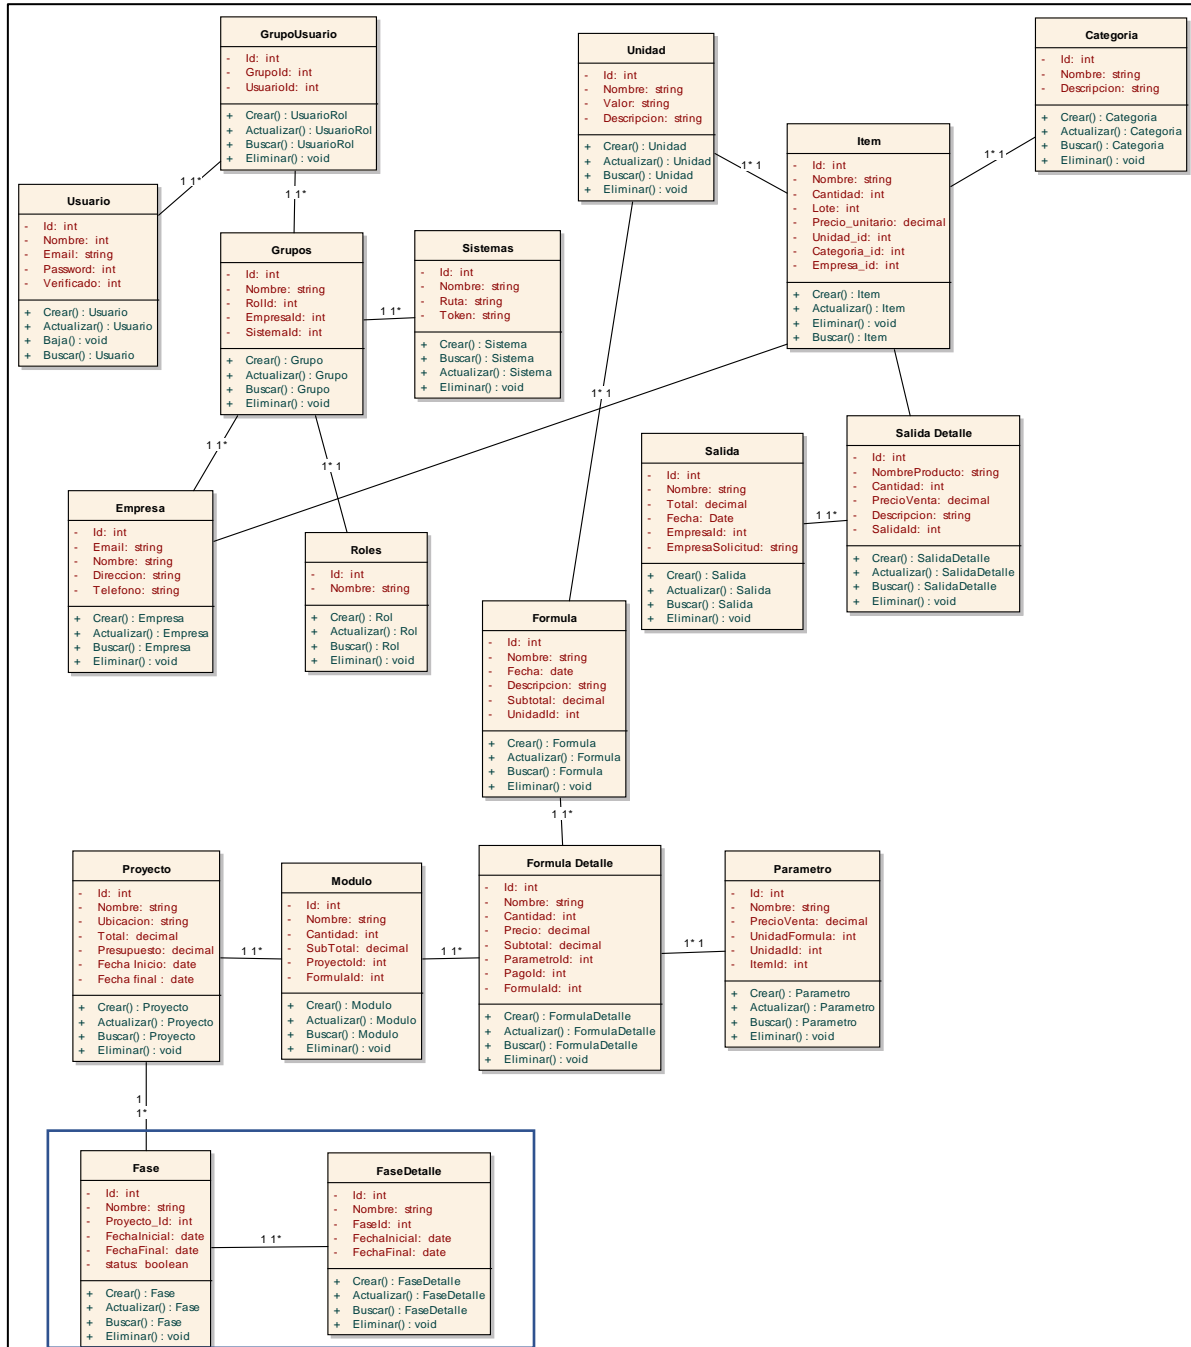 GrupoUsuario
- Id: int
- GrupoId: int
- UsuarioId: int
+ Crear() : UsuarioRol
+ Actualizar() : UsuarioRol
+ Buscar() : UsuarioRol
+ Eliminar() : void
Unidad
- Id: int
- Nombre: string
- Valor: string
- Descripcion: string
+ Crear() : Unidad
+ Actualizar() : Unidad
+ Buscar() : Unidad
+ Eliminar() : void
Categoria
- Id: int
- Nombre: string
- Descripcion: string
+ Crear() : Categoria
+ Actualizar() : Categoria
+ Buscar() : Categoria
+ Eliminar() : void
Item
- Id: int
- Nombre: string
- Cantidad: int
- Lote: int
- Precio_unitario: decimal
- Unidad_id: int
- Categoria_id: int
- Empresa_id: int
+ Crear() : Item
+ Actualizar() : Item
+ Eliminar() : void
+ Buscar() : Item
1* 1
1* 1
1 1*
1 1*
Usuario
- Id: int
- Nombre: int
- Email: string
- Password: int
- Verificado: int
+ Crear() : Usuario
+ Actualizar() : Usuario
+ Baja() : void
+ Buscar() : Usuario
Grupos
- Id: int
- Nombre: string
- RolId: int
- EmpresaId: int
- SistemaId: int
+ Crear() : Grupo
+ Actualizar() : Grupo
+ Buscar() : Grupo
+ Eliminar() : void
1 1*
Sistemas
- Id: int
- Nombre: string
- Ruta: string
- Token: string
+ Crear() : Sistema
+ Buscar() : Sistema
+ Actualizar() : Sistema
+ Eliminar() : void
1* 1
1 1*
1* 1
Empresa
- Id: int
- Email: string
- Nombre: string
- Direccion: string
- Telefono: string
+ Crear() : Empresa
+ Actualizar() : Empresa
+ Buscar() : Empresa
+ Eliminar() : void
Roles
- Id: int
- Nombre: string
+ Crear() : Rol
+ Actualizar() : Rol
+ Buscar() : Rol
+ Eliminar() : void
Salida
- Id: int
- Nombre: string
- Total: decimal
- Fecha: Date
- EmpresaId: int
- EmpresaSolicitud: string
+ Crear() : Salida
+ Actualizar() : Salida
+ Buscar() : Salida
+ Eliminar() : void
1 1*
Salida Detalle
- Id: int
- NombreProducto: string
- Cantidad: int
- PrecioVenta: decimal
- Descripcion: string
- SalidaId: int
+ Crear() : SalidaDetalle
+ Actualizar() : SalidaDetalle
+ Buscar() : SalidaDetalle
+ Eliminar() : void
Formula
- Id: int
- Nombre: string
- Fecha: date
- Descripcion: string
- Subtotal: decimal
- UnidadId: int
+ Crear() : Formula
+ Actualizar() : Formula
+ Buscar() : Formula
+ Eliminar() : void
1 1*
Proyecto
- Id: int
- Nombre: string
- Ubicacion: string
- Total: decimal
- Presupuesto: decimal
- Fecha Inicio: date
- Fecha final : date
+ Crear() : Proyecto
+ Actualizar() : Proyecto
+ Buscar() : Proyecto
+ Eliminar() : void
1 1*
Modulo
- Id: int
- Nombre: string
- Cantidad: int
- SubTotal: decimal
- ProyectoId: int
- FormulaId: int
+ Crear() : Modulo
+ Actualizar() : Modulo
+ Buscar() : Modulo
+ Eliminar() : void
1 1*
Formula Detalle
- Id: int
- Nombre: string
- Cantidad: int
- Precio: decimal
- Subtotal: decimal
- ParametroId: int
- PagoId: int
- FormulaId: int
+ Crear() : FormulaDetalle
+ Actualizar() : FormulaDetalle
+ Buscar() : FormulaDetalle
+ Eliminar() : void
1* 1
Parametro
- Id: int
- Nombre: string
- PrecioVenta: decimal
- UnidadFormula: int
- UnidadId: int
- ItemId: int
+ Crear() : Parametro
+ Actualizar() : Parametro
+ Buscar() : Parametro
+ Eliminar() : void
1
1*
Fase
- Id: int
- Nombre: string
- Proyecto_Id: int
- FechaInicial: date
- FechaFinal: date
- status: boolean
+ Crear() : Fase
+ Actualizar() : Fase
+ Buscar() : Fase
+ Eliminar() : void
1 1*
FaseDetalle
- Id: int
- Nombre: string
- FaseId: int
- FechaInicial: date
- FechaFinal: date
+ Crear() : FaseDetalle
+ Actualizar() : FaseDetalle
+ Buscar() : FaseDetalle
+ Eliminar() : void